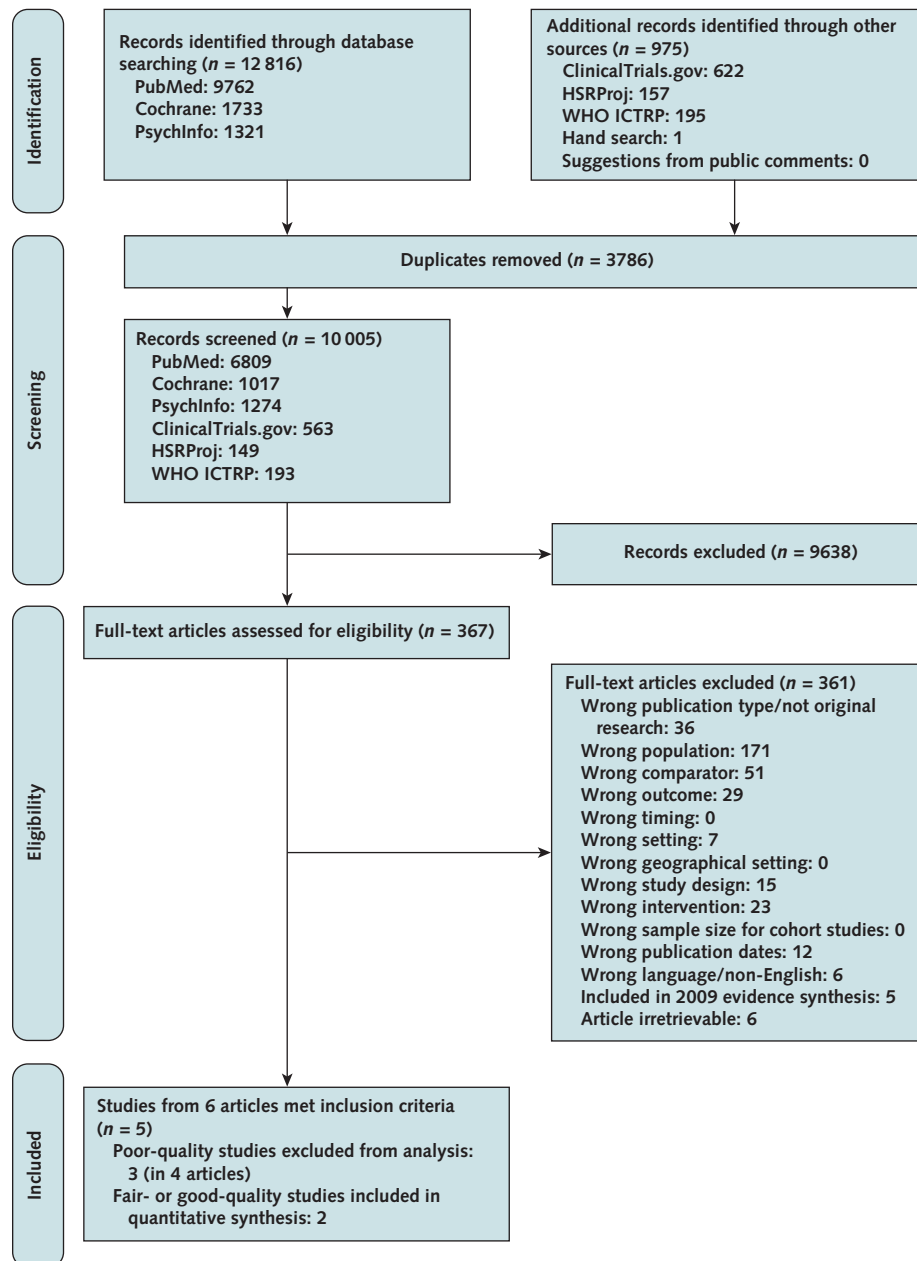 Identification
Records identified through database
searching (n = 12 816)
PubMed: 9762
Cochrane: 1733
PsychInfo: 1321
Additional records identified through other
sources (n = 975)
ClinicalTrials.gov: 622
HSRProj: 157
WHO ICTRP: 195
Hand search: 1
Suggestions from public comments: 0
Screening
Duplicates removed (n = 3786)
Records screened (n = 10 005)
PubMed: 6809
Cochrane: 1017
PsychInfo: 1274
ClinicalTrials.gov: 563
HSRProj: 149
WHO ICTRP: 193
Records excluded (n = 9638)
Eligibility
Full-text articles assessed for eligibility (n = 367)
Full-text articles excluded (n = 361)
Wrong publication type/not original
research: 36
Wrong population: 171
Wrong comparator: 51
Wrong outcome: 29
Wrong timing: 0
Wrong setting: 7
Wrong geographical setting: 0
Wrong study design: 15
Wrong intervention: 23
Wrong sample size for cohort studies: 0
Wrong publication dates: 12
Wrong language/non-English: 6
Included in 2009 evidence synthesis: 5
Article irretrievable: 6
Included
Studies from 6 articles met inclusion criteria
(n = 5)
Poor-quality studies excluded from analysis:
3 (in 4 articles)
Fair- or good-quality studies included in
quantitative synthesis: 2